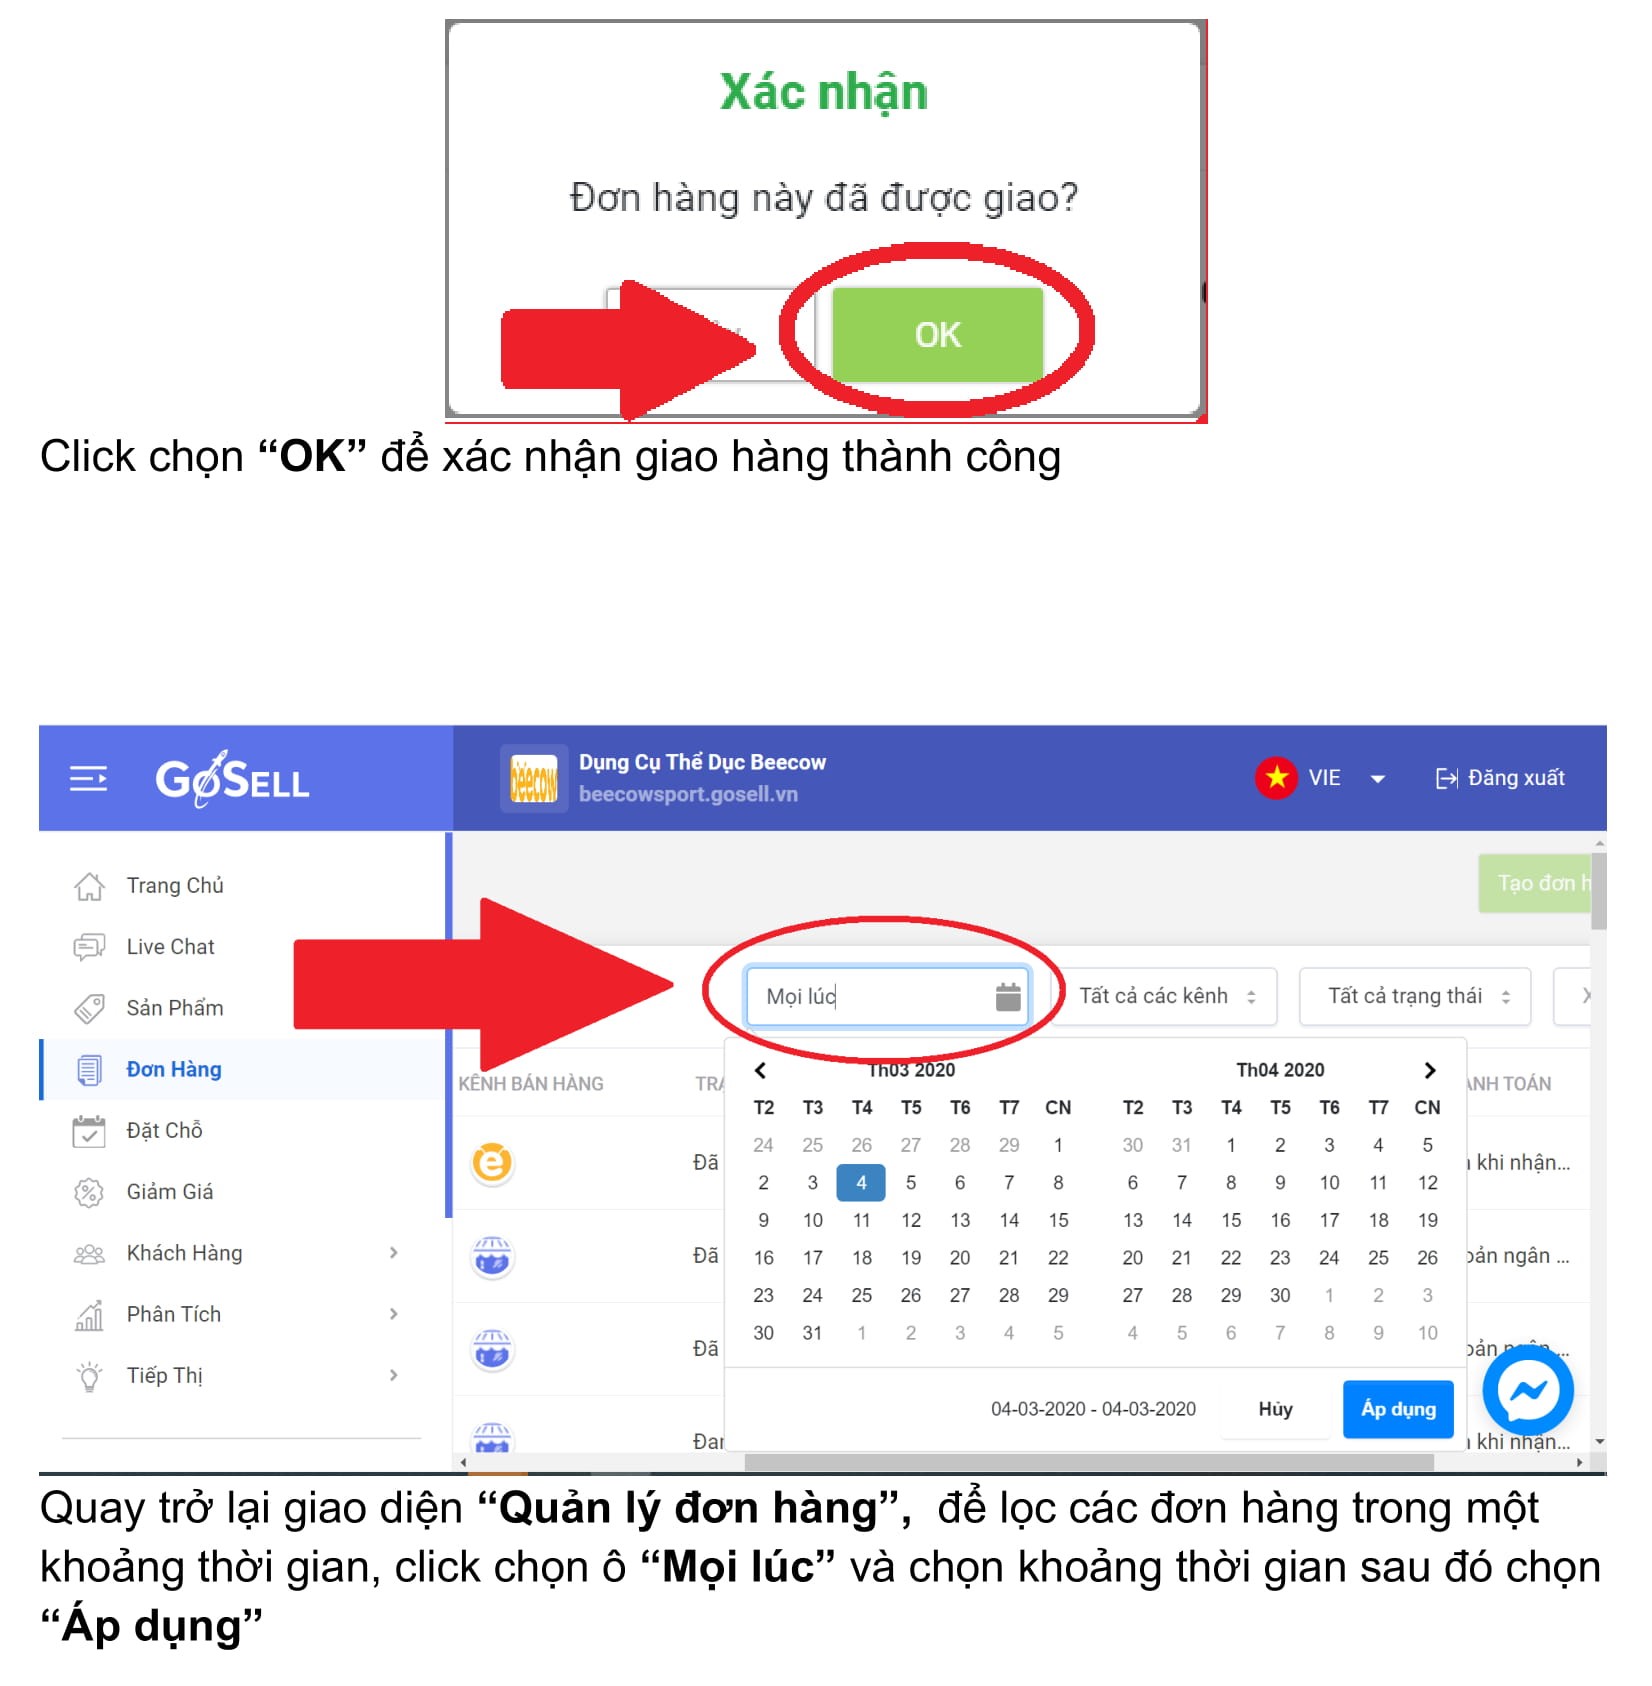 Xác nhận
Đơn hàng này đã được giao?
OK
Click chọn “OK” để xác nhận giao hàng thành công
GoSELL
beecow
Dụng Cụ Thể Dục Beecow
beecowsport.gosell.vn
VIE
Đăng xuất
Trang Chủ
Live Chat
Sản Phẩm
Đơn Hàng
Đặt Chỗ
Giảm Giá
Khách Hàng
Phân Tích
Tiếp Thị
Tạo đơn h
Mọi lúc
Tất cả các kênh
Tất cả trạng thái
X
KÊNH BÁN HÀNG
TRẠ
ANH TOÁN
Th03 2020
Th04 2020
T2 T3 T4 T5 T6 T7 CN T2 T3 T4 T5 T6 T7 CN
24 25 26 27 28 29 1 30 31 1 2 3 4 5
2 3 4 5 6 7 8 6 7 8 9 10 11 12
9 10 11 12 13 14 15 13 14 15 16 17 18 19
16 17 18 19 20 21 22 20 21 22 23 24 25 26
23 24 25 26 27 28 29 27 28 29 30 1 2 3
30 31 1 2 3 4 5 4 5 6 7 8 9 10
Đã
khi nhận...
Đã
oản ngân ...
Đã
Đan
khi nhận...
04-03-2020 - 04-03-2020
Hủy
Áp dụng
Quay trở lại giao diện “Quản lý đơn hàng”, để lọc các đơn hàng trong một
khoảng thời gian, click chọn ô “Mọi lúc” và chọn khoảng thời gian sau đó chọn
“Áp dụng”